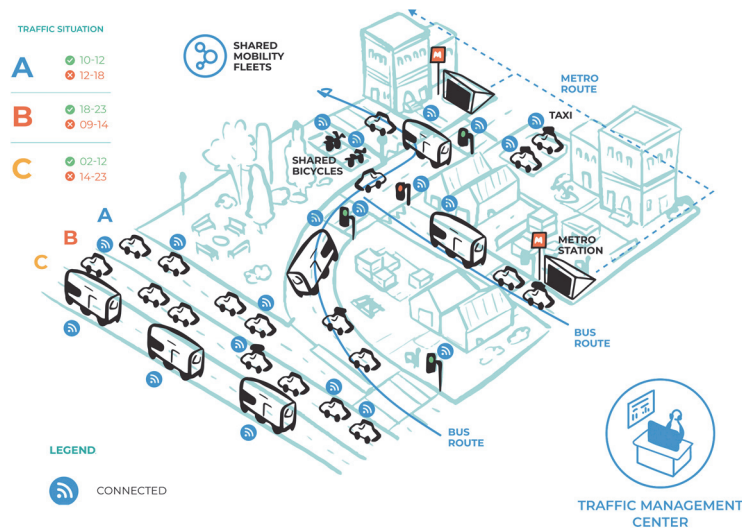 TRAFFIC SITUATION
A
10-12
12-18
B
18-23
09-14
C
02-12
14-23
SHARED
MOBILITY
FLEETS
M
METRO
ROUTE
TAXI
SHARED
BICYCLES
A
B
C
M
METRO
STATION
BUS
ROUTE
BUS
ROUTE
LEGEND
CONNECTED
TRAFFIC MANAGEMENT
CENTER